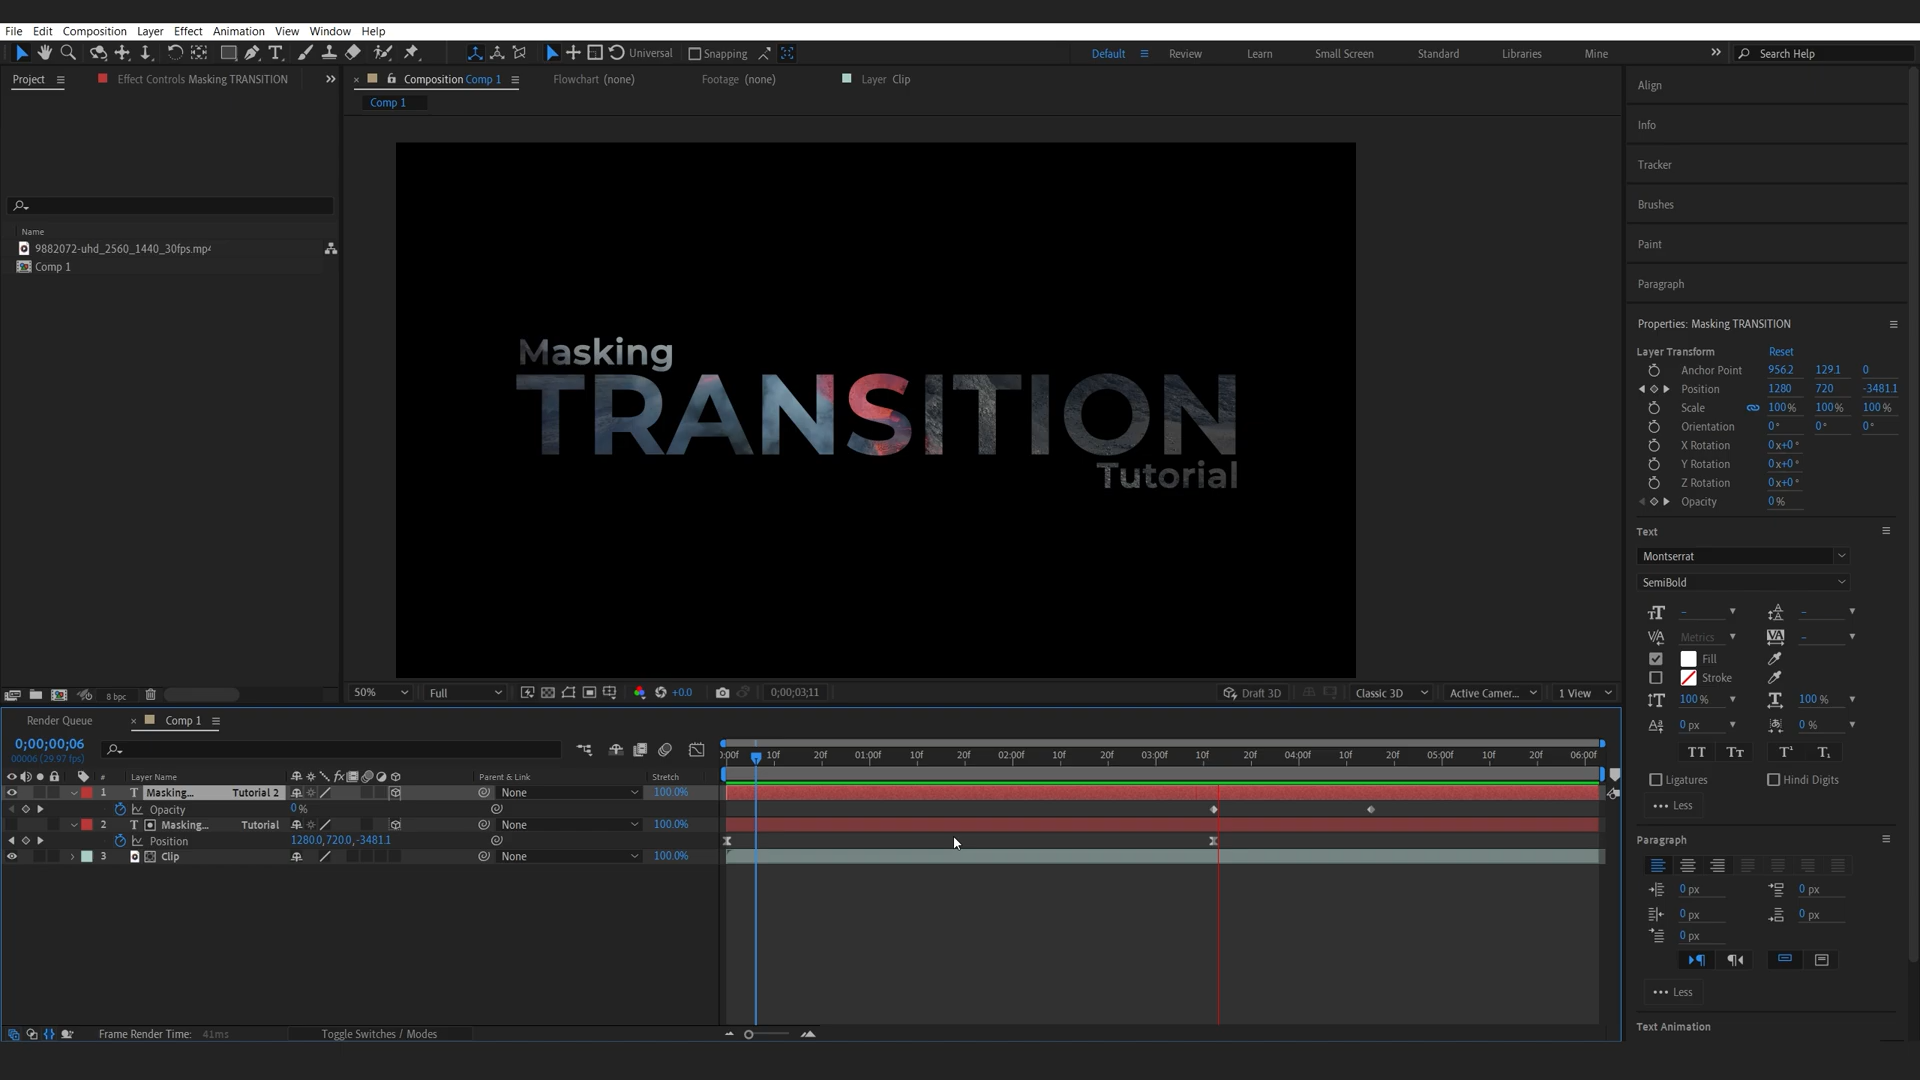 File Edit Composition Layer Effect Animation View Window Help
Universal Snapping Default Review Learn Small Screen Standard Libraries Mine Search Help
Project Effect Controls Masking TRANSITION Composition Comp 1 Flowchart (none) Footage (none) Layer Clip
Comp 1
Name
9882072-uhd_2560_1440_30fps.mp4
Comp 1
Masking
TRANSITION
Tutorial
Align
Info
Tracker
Brushes
Paint
Paragraph
Properties: Masking TRANSITION
Layer Transform Reset
Anchor Point 956.2 129.1 0
Position 1280 720 -3481.1
Scale 100% 100% 100%
Orientation 0° 0° 0°
X Rotation 0x+0°
Y Rotation 0x+0°
Z Rotation 0x+0°
Opacity 0%
Text
Montserrat
SemiBold
Metrics
Fill
Stroke
100% 100%
0 px 0%
Ligatures Hindi Digits
Less
Paragraph
0 px 0 px
0 px 0 px
0 px
Less
Text Animation
8 bpc 50% Full +0.0 0;00;03;11 Draft 3D Classic 3D Active Camer... 1 View
Render Queue Comp 1
0;00;00;06
00006 (29.97 fps)
:00f 10f 20f 01:00f 10f 20f 02:00f 10f 20f 03:00f 10f 20f 04:00f 10f 20f 05:00f 10f 20f 06:00f
# Layer Name Parent & Link Stretch
1 Masking... Tutorial 2 None 100.0%
Opacity 0%
2 Masking... Tutorial None 100.0%
Position 1280.0,720.0,-3481.1
3 Clip None 100.0%
Frame Render Time: 41ms Toggle Switches / Modes